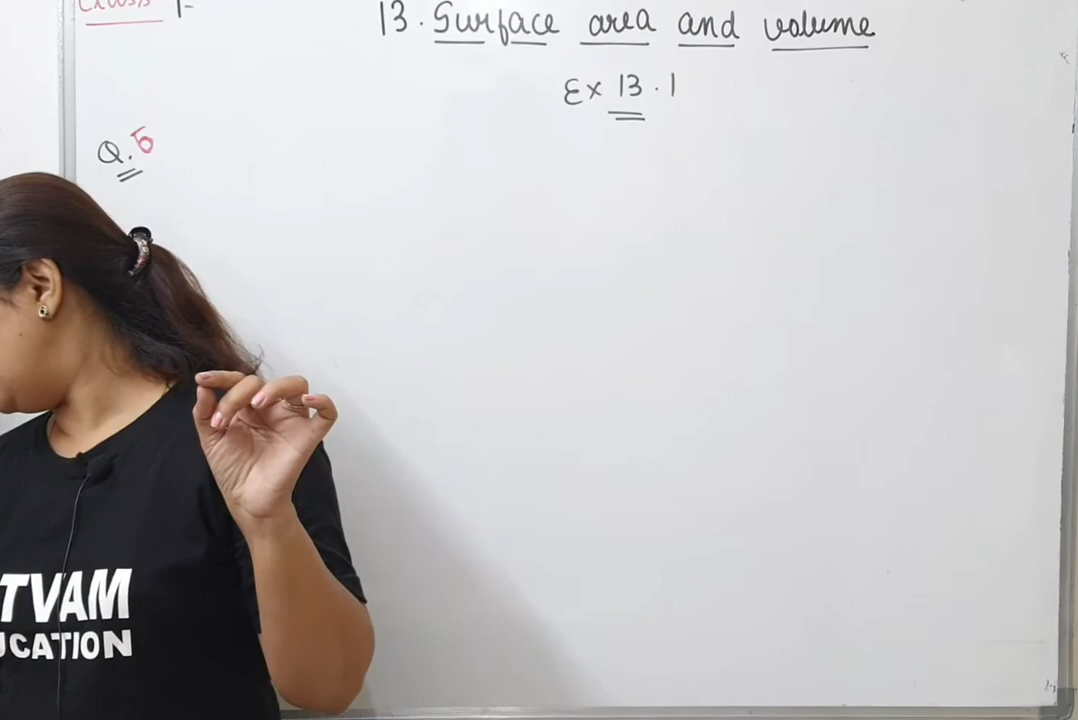 13. Surface area and volume
Ex 13.1
Q.5
TVAM
UCATION